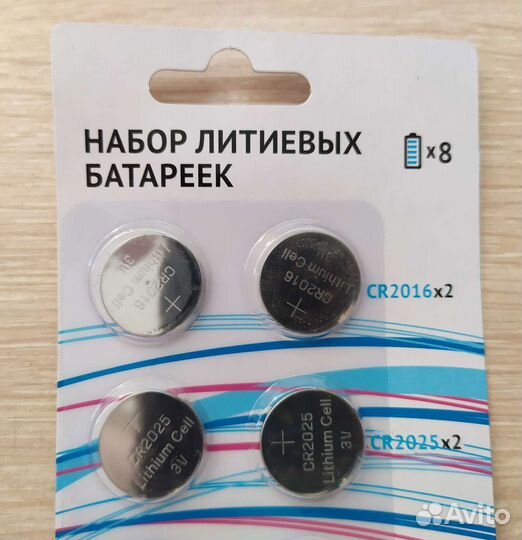 НАБОР ЛИТИЕВЫХ
БАТАРЕЕК
x8
CR2016
Lithium Cell
3V
CR2016
Lithium Cell
3V
CR2016x2
CR2025
Lithium Cell
3V
CR2025
Lithium Cell
3V
CR2025x2
Avito